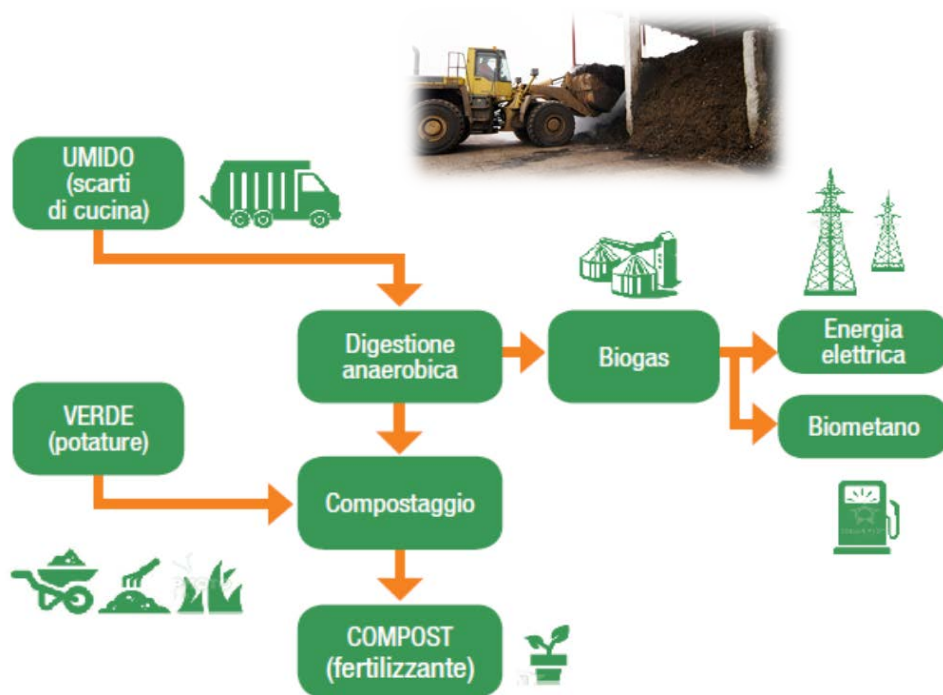 UMIDO
(scarti
di cucina)
Digestione
anaerobica
Biogas
Energia
elettrica
VERDE
(potature)
Biometano
Compostaggio
COMPOST
(fertilizzante)